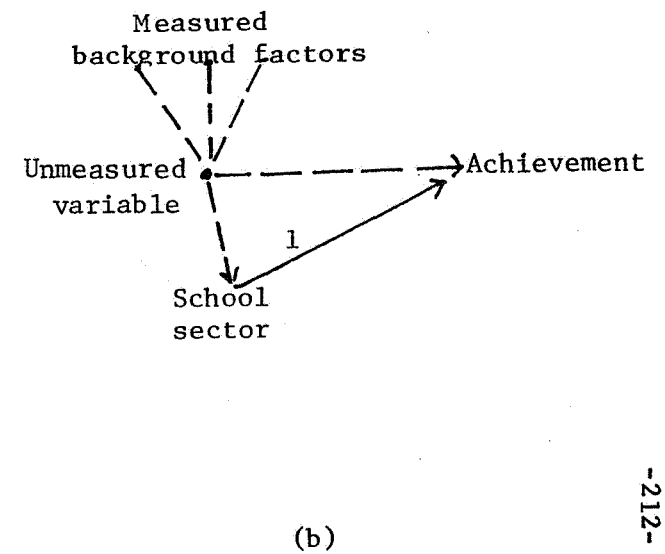 Measured
background factors
Unmeasured
variable
Achievement
1
School
sector
-212-
(b)